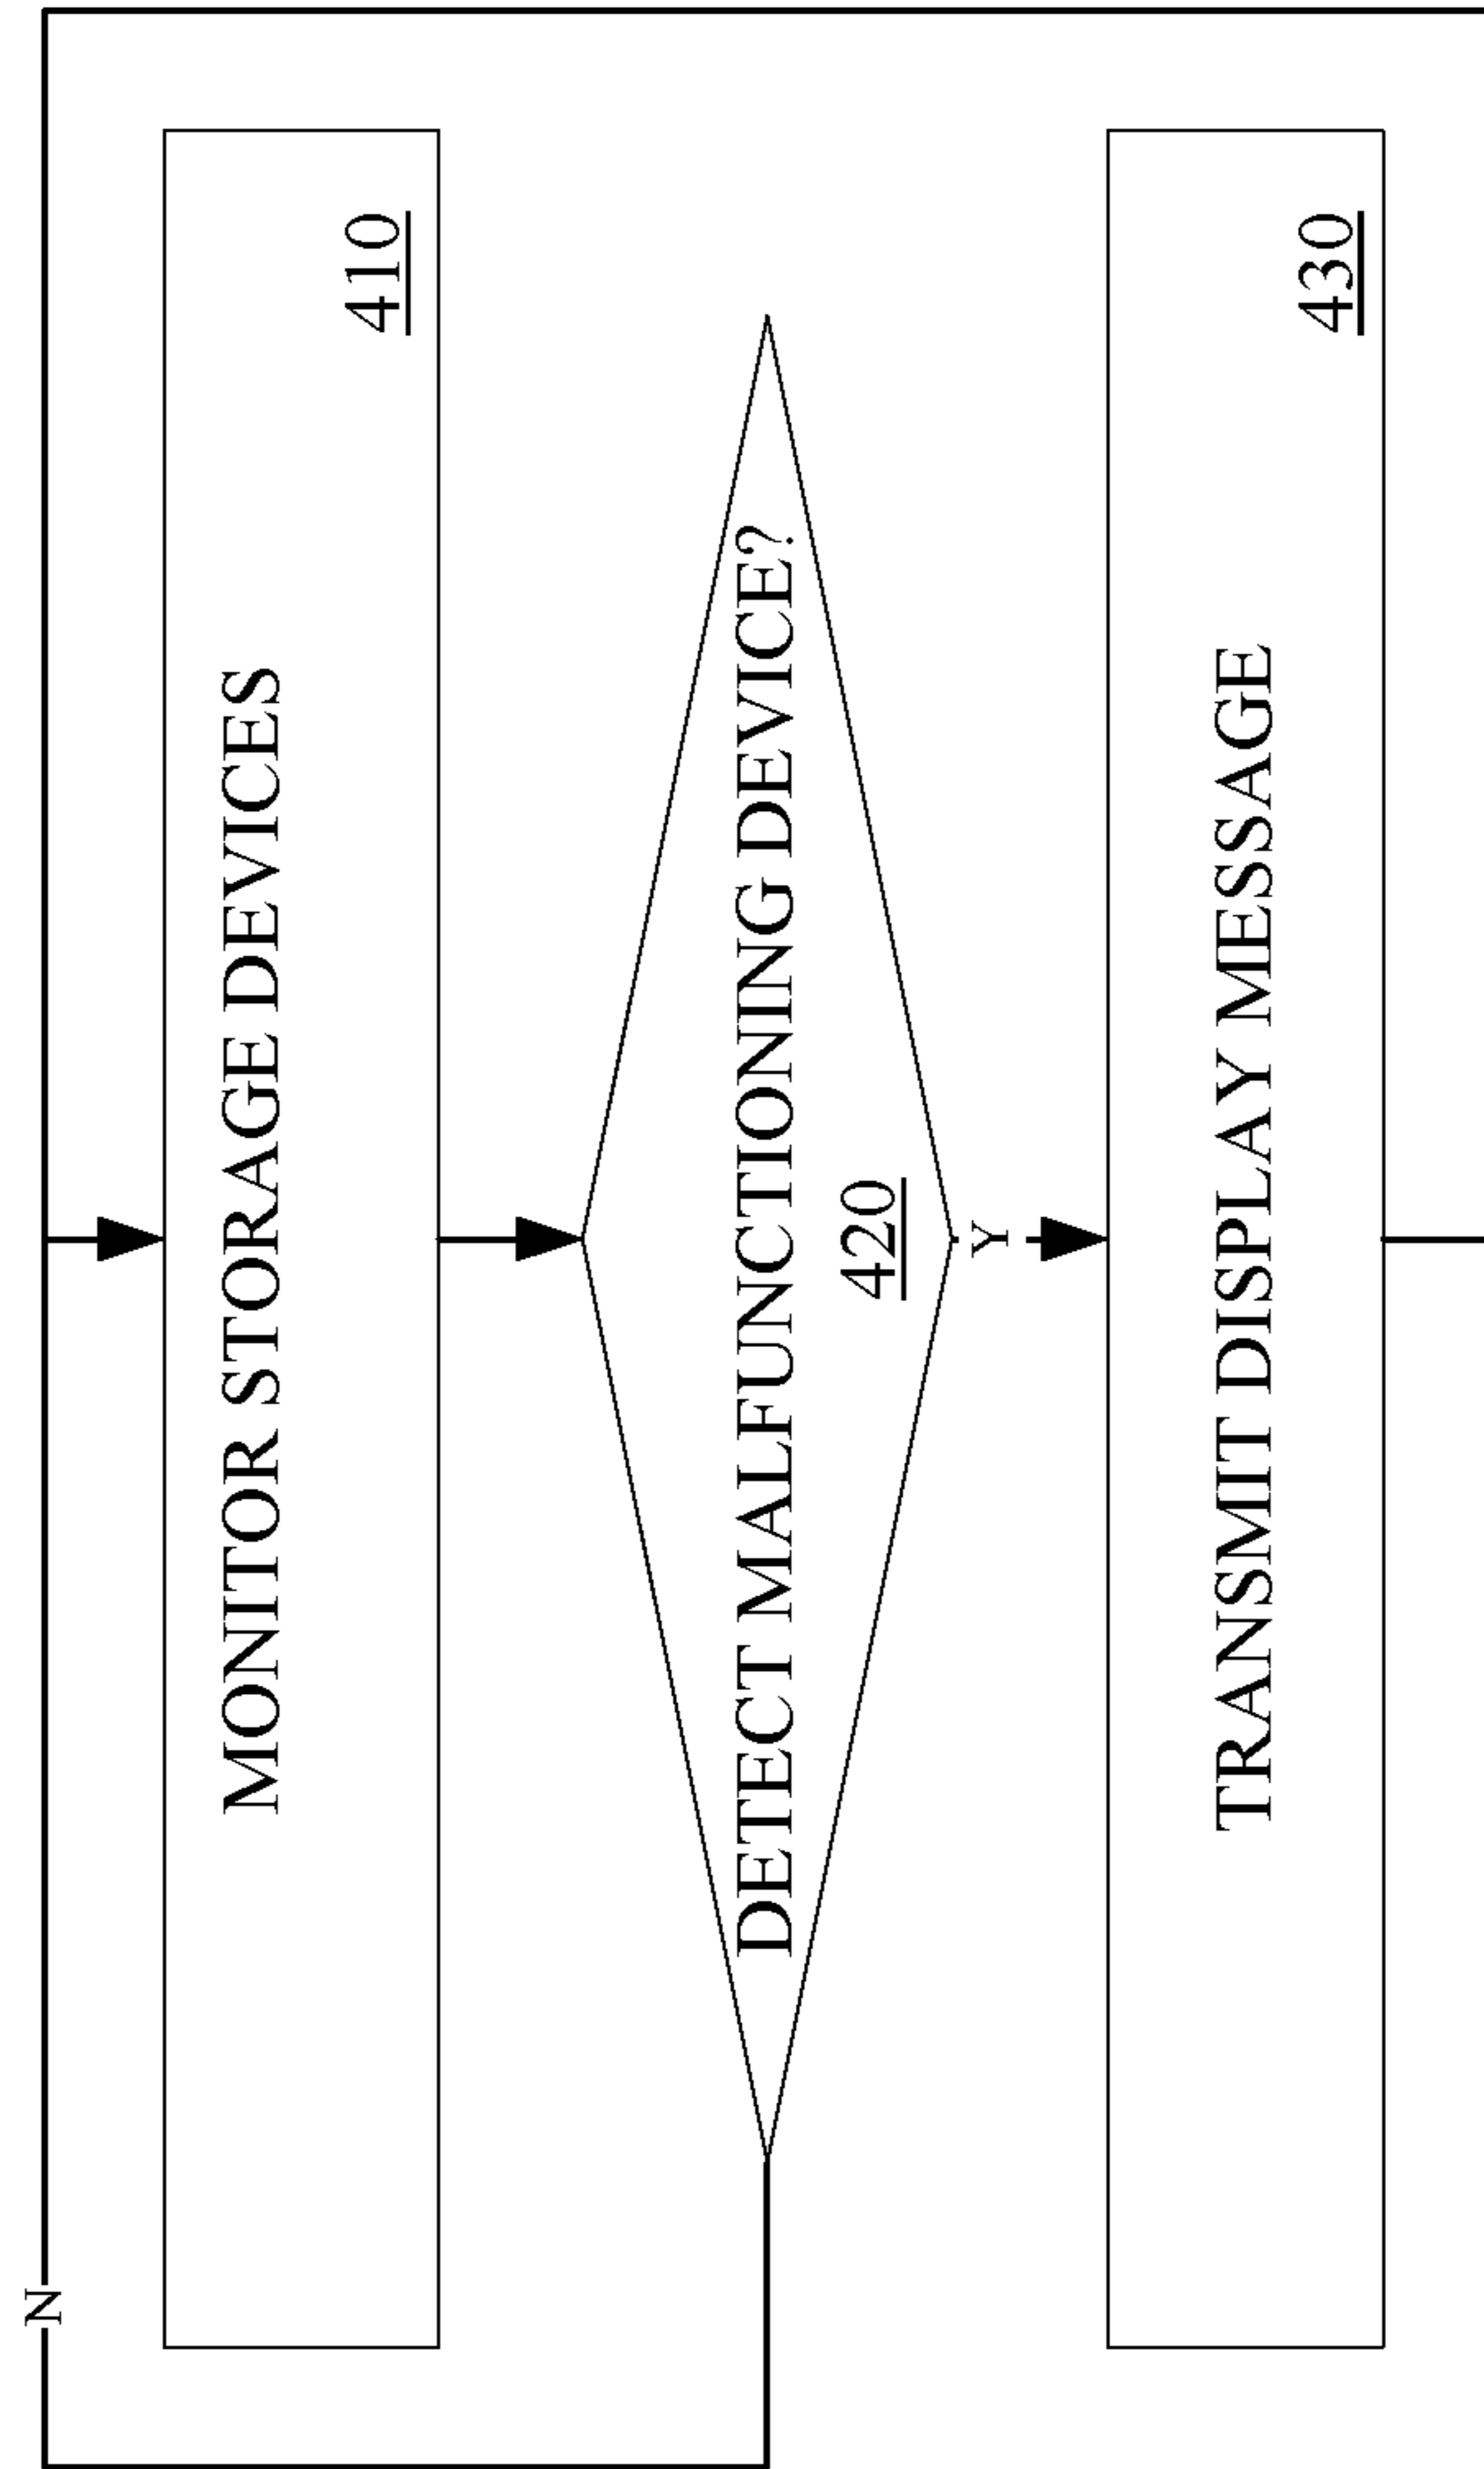 N
MONITOR STORAGE DEVICES
410
DETECT MALFUNCTIONING DEVICE?
420
Y
TRANSMIT DISPLAY MESSAGE
430